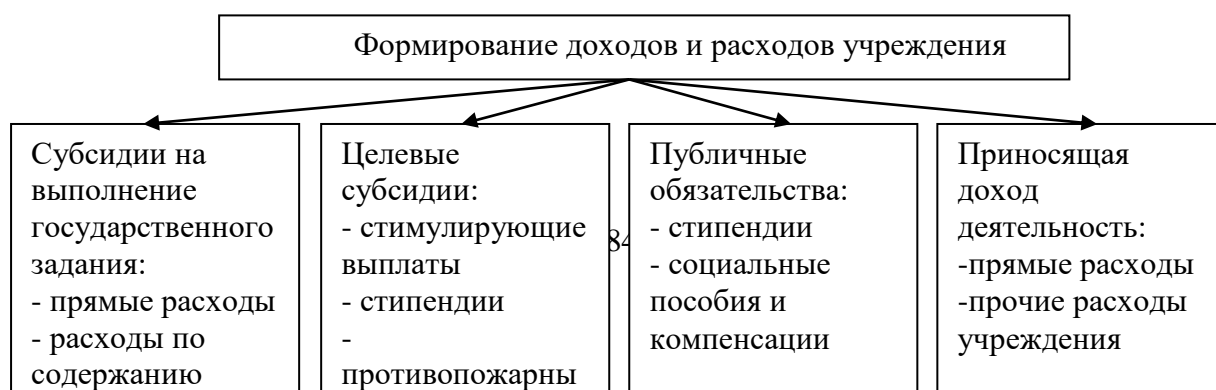 Формирование доходов и расходов учреждения
Субсидии на
выполнение
государственного
задания:
- прямые расходы
- расходы по
содержанию
Целевые
субсидии:
- стимулирующие
выплаты
- стипендии
-
противопожарны
84
Публичные
обязательства:
- стипендии
- социальные
пособия и
компенсации
Приносящая
доход
деятельность:
-прямые расходы
-прочие расходы
учреждения